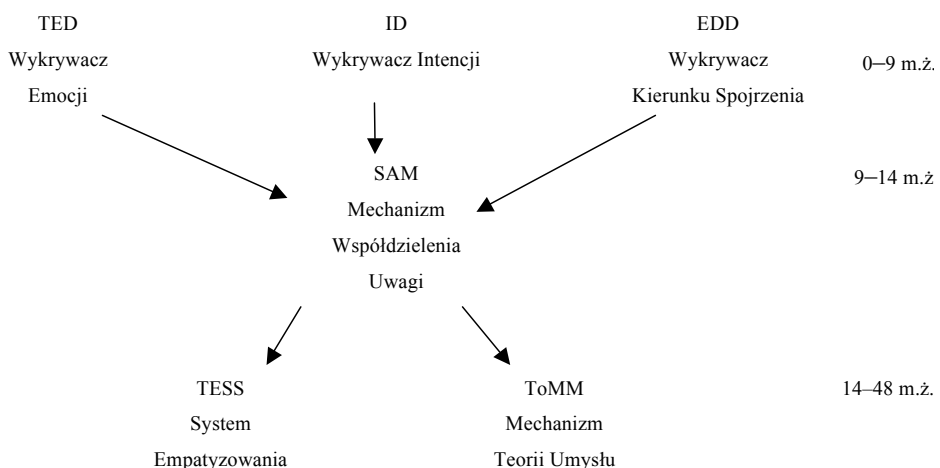 TED
Wykrywacz
Emocji
ID
Wykrywacz Intencji
EDD
Wykrywacz
Kierunku Spojrzenia
0–9 m.ż.
SAM
Mechanizm
Współdzielenia
Uwagi
9–14 m.ż
TESS
System
Empatyzowania
ToMM
Mechanizm
Teorii Umysłu
14–48 m.ż.